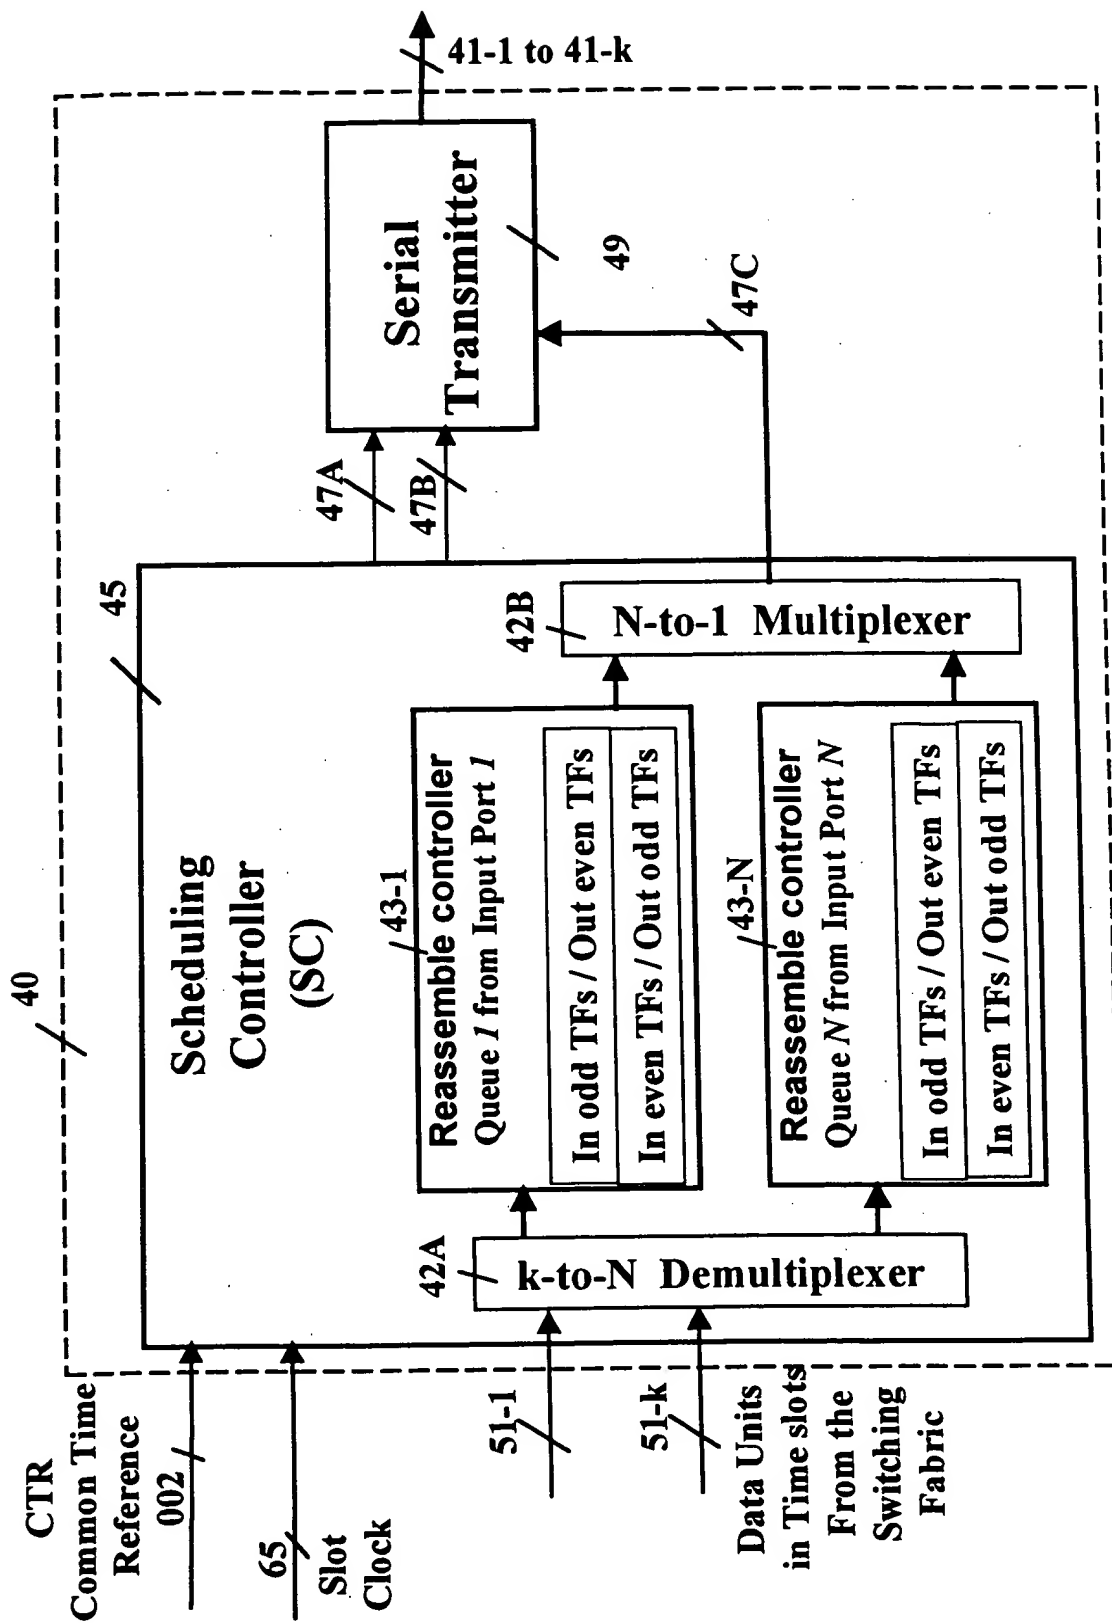 40
45
CTR
Common Time
Reference
002
65
Slot
Clock
Scheduling
Controller
(SC)
47A
47B
Serial
Transmitter
49
41-1 to 41-k
47C
51-1
51-k
Data Units
in Time slots
From the
Switching
Fabric
42A
k-to-N Demultiplexer
43-1
Reassemble controller
Queue 1 from Input Port 1
In odd TFs / Out even TFs
In even TFs / Out odd TFs
43-N
Reassemble controller
Queue N from Input Port N
In odd TFs / Out even TFs
In even TFs / Out odd TFs
42B
N-to-1 Multiplexer